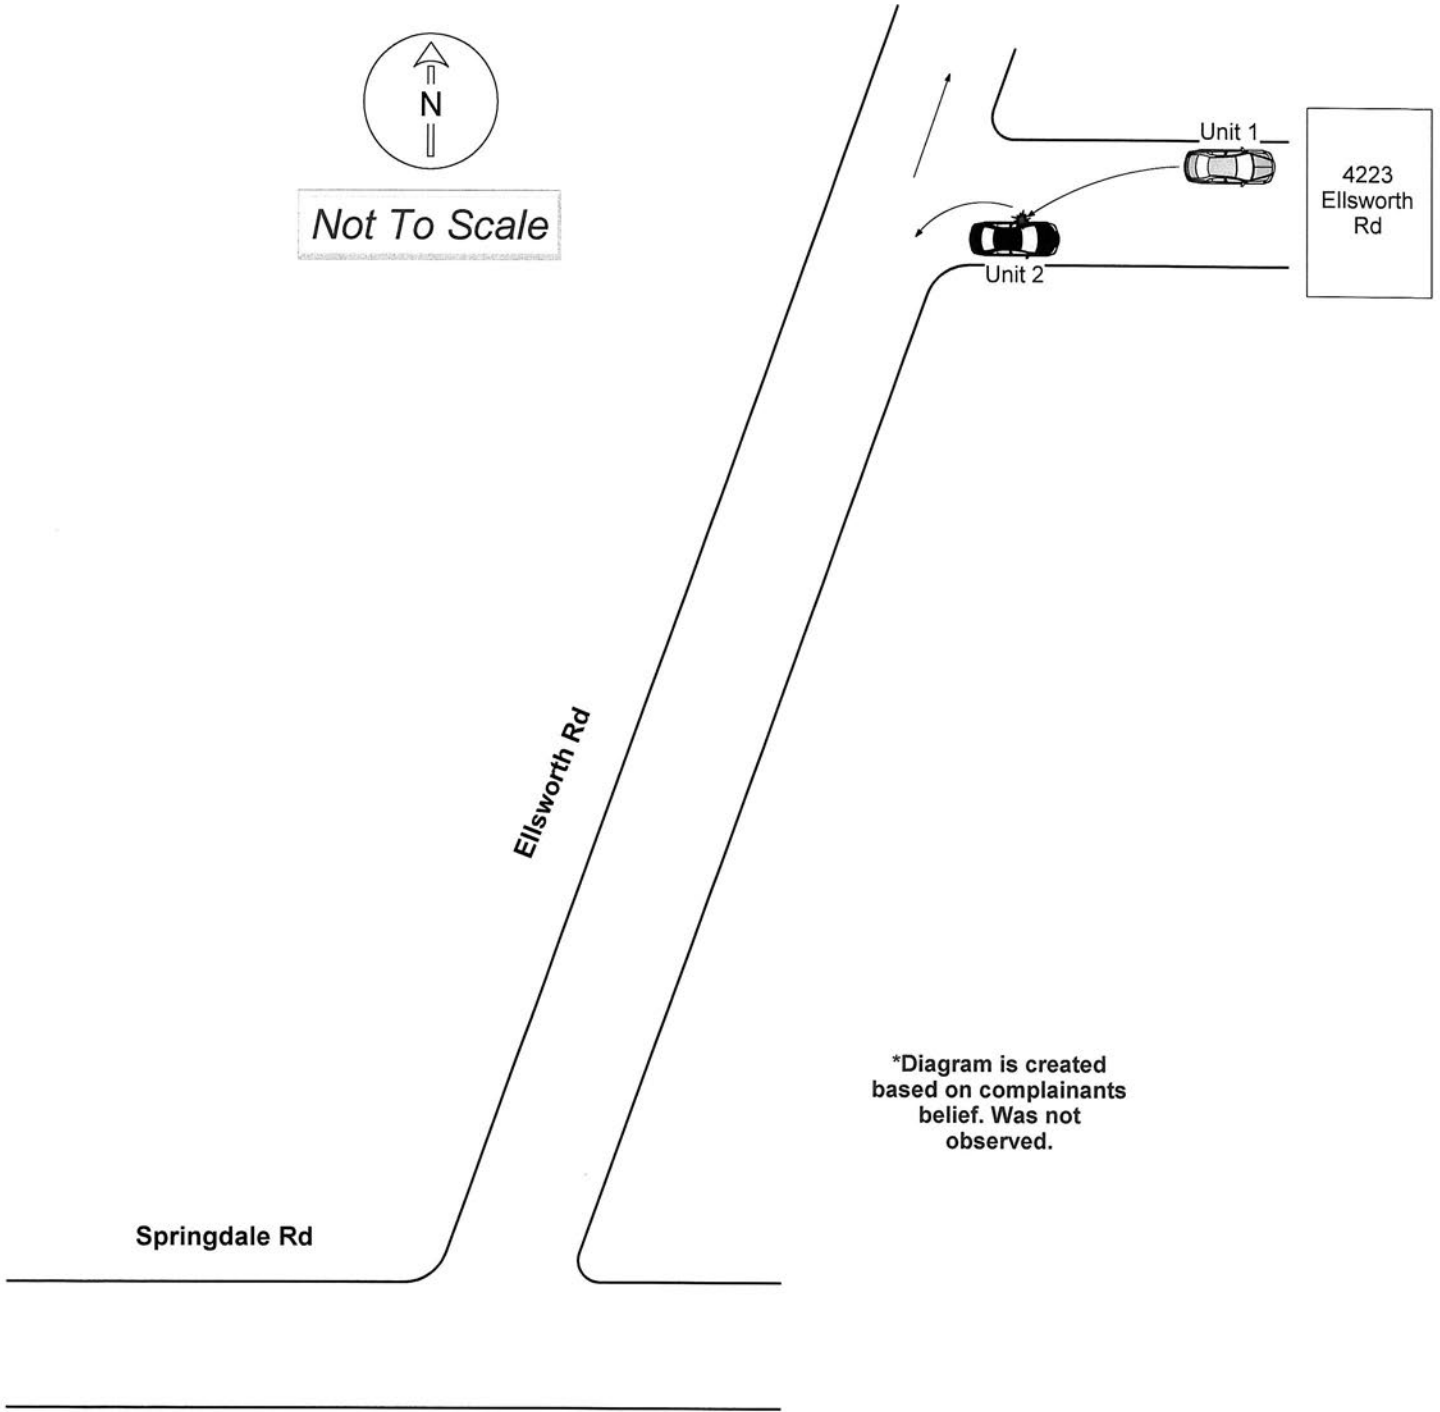 N
Not To Scale
Unit 1
4223
Ellsworth
Rd
Unit 2
Ellsworth Rd
*Diagram is created
based on complainants
belief. Was not
observed.
Springdale Rd